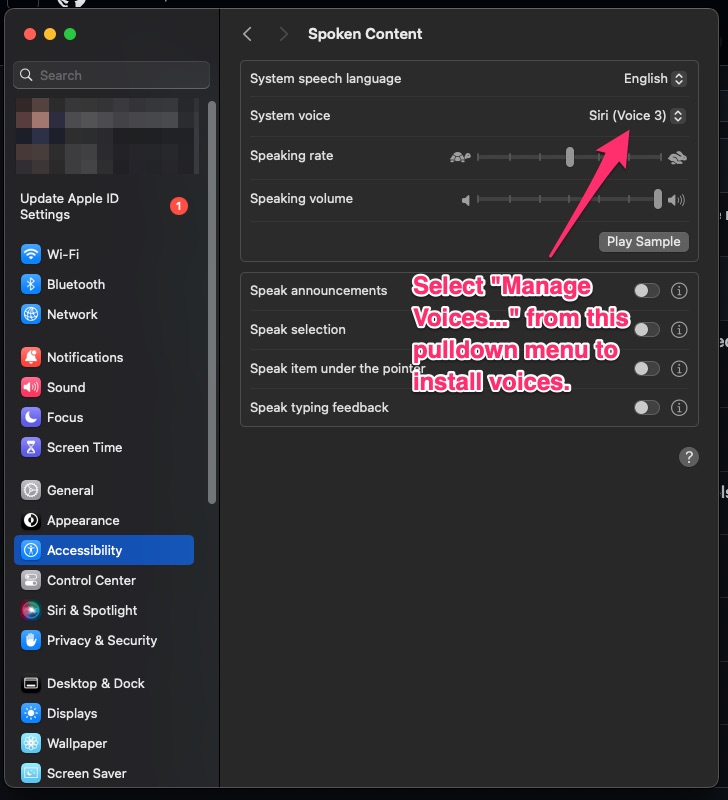 Spoken Content
Search
Update Apple ID
Settings
1
Wi-Fi
Bluetooth
Network
Notifications
Sound
Focus
Screen Time
General
Appearance
Accessibility
Control Center
Siri & Spotlight
Privacy & Security
Desktop & Dock
Displays
Wallpaper
Screen Saver
System speech language English
System voice Siri (Voice 3)
Speaking rate
Speaking volume
Play Sample
Speak announcements
Speak selection
Speak item under the pointer
Speak typing feedback
?
Select "Manage
Voices..." from this
pulldown menu to
install voices.